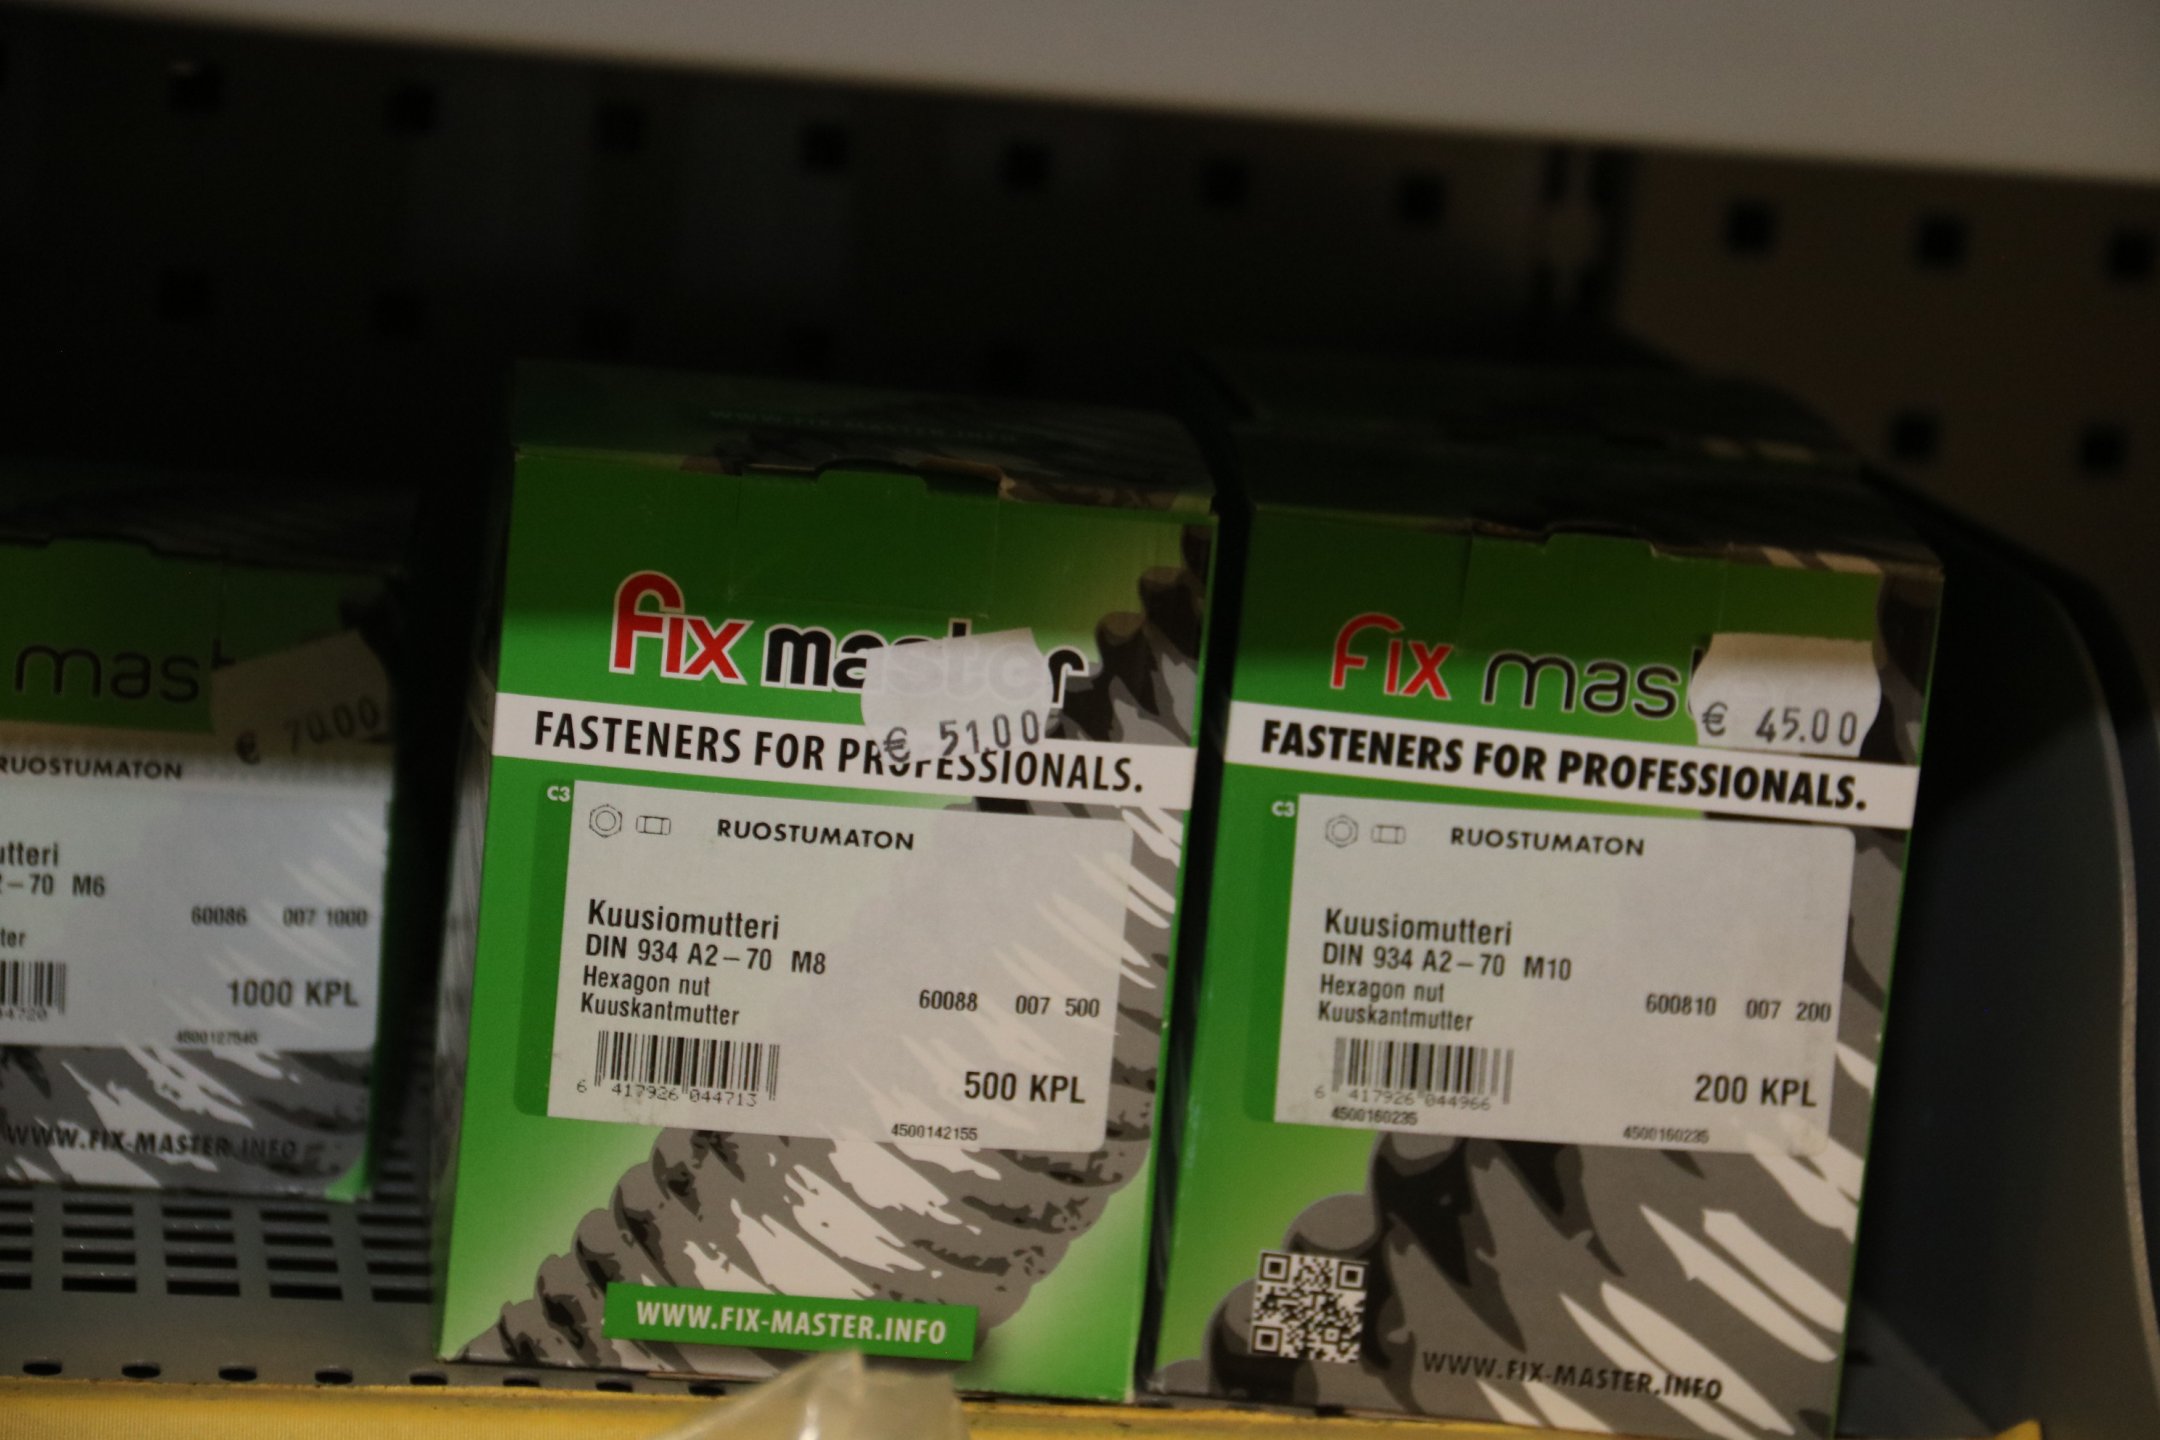 mast
€ 70.00
RUOSTUMATON
utteri
2-70 M6
60086 007 1000
ter
1000 KPL
4500127545
WWW.FIX-MASTER.INFO
Fix master
€ 51.00
FASTENERS FOR PROFESSIONALS.
C3
RUOSTUMATON
Kuusiomutteri
DIN 934 A2-70 M8
Hexagon nut
Kuuskantmutter
60088 007 500
6 417926 044713
500 KPL
4500142155
WWW.FIX-MASTER.INFO
Fix mas
€ 45.00
FASTENERS FOR PROFESSIONALS.
C3
RUOSTUMATON
Kuusiomutteri
DIN 934 A2-70 M10
Hexagon nut
Kuuskantmutter
600810 007 200
6 417926 044966
200 KPL
4500160235
4500160235
WWW.FIX-MASTER.INFO